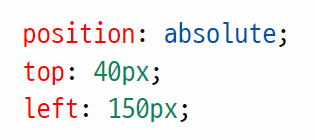 position: absolute;
top: 40px;
left: 150px;